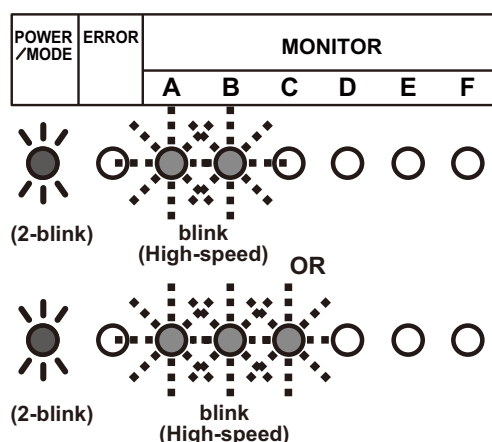 POWER ERROR MONITOR
/MODE
A B C D E F
(2-blink) blink
(High-speed)
OR
(2-blink) blink
(High-speed)